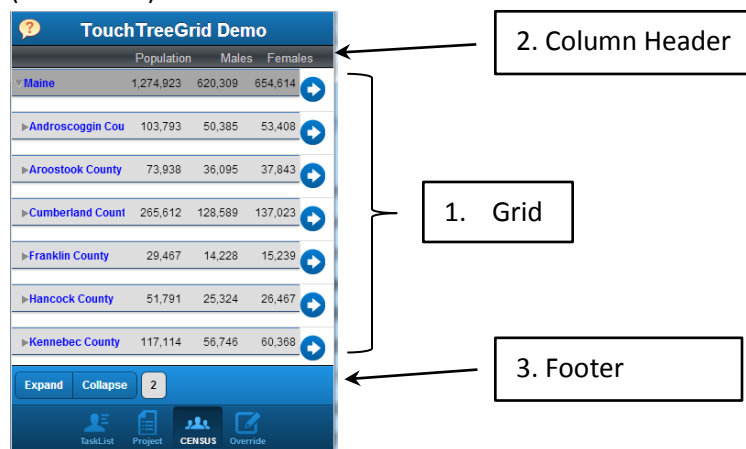 ? TouchTreeGrid Demo
Population Males Females
Maine 1,274,923 620,309 654,614
Androscoggin Cou 103,793 50,385 53,408
Aroostook County 73,938 36,095 37,843
Cumberland Count 265,612 128,589 137,023
Franklin County 29,467 14,228 15,239
Hancock County 51,791 25,324 26,467
Kennebec County 117,114 56,746 60,368
Expand Collapse 2
TaskList Project CENSUS Override
2. Column Header
1. Grid
3. Footer